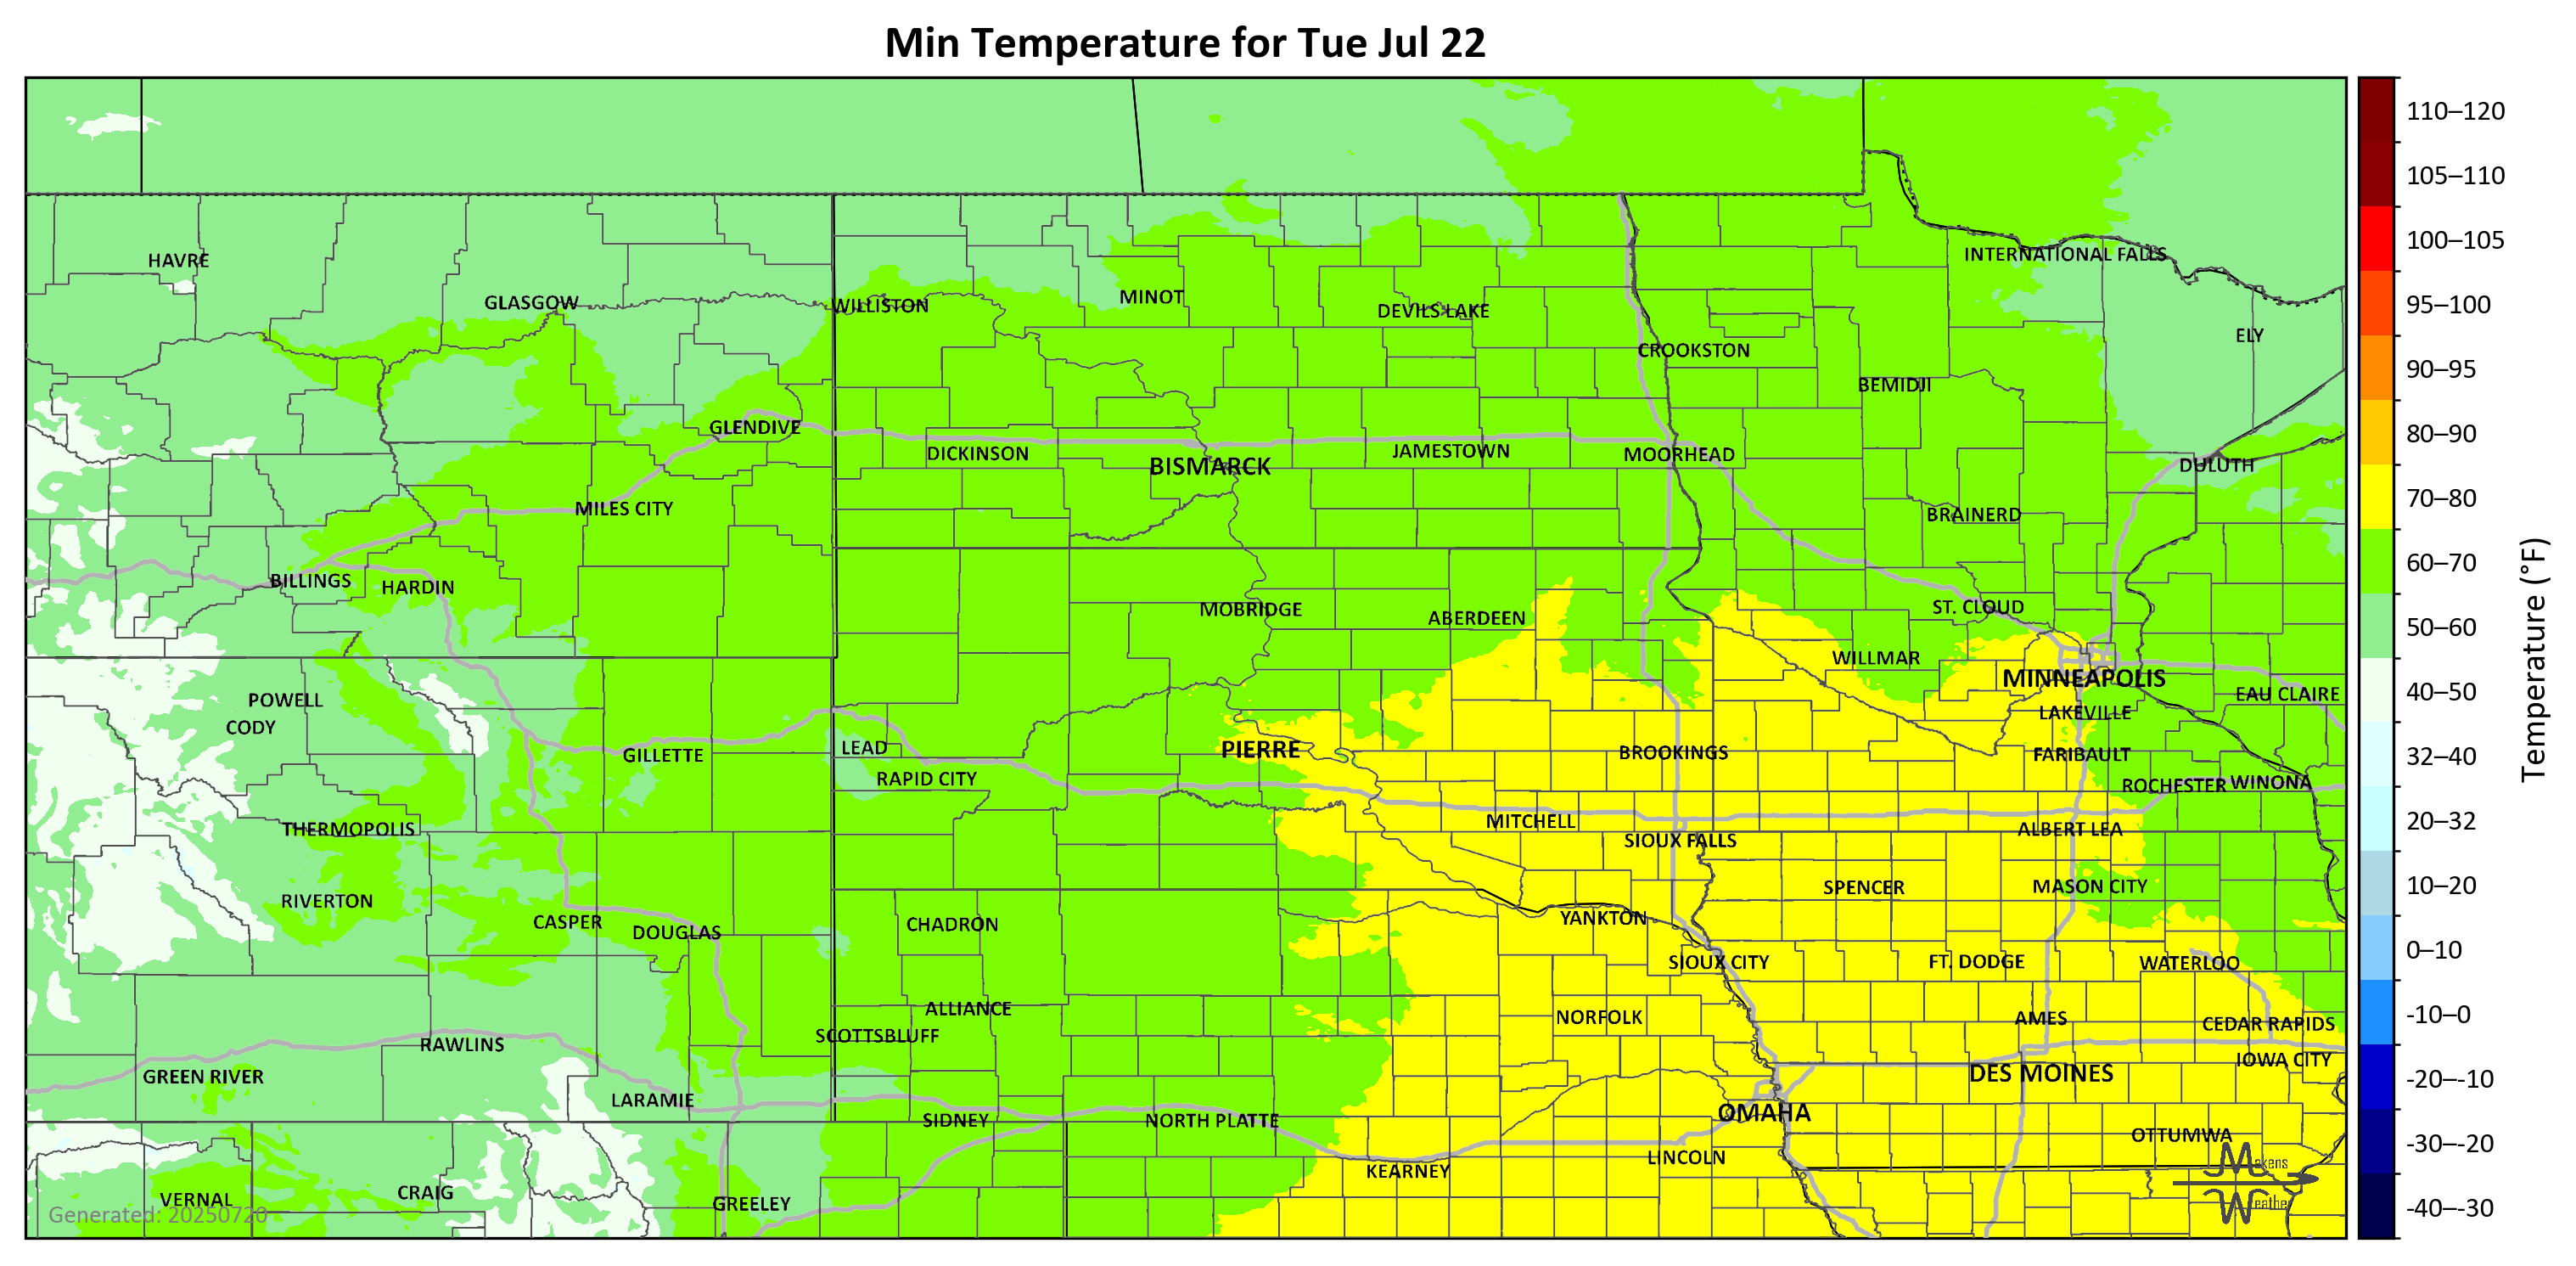 Min Temperature for Tue Jul 22
110–120
105–110
100–105
95–100
90–95
80–90
70–80
60–70
50–60
40–50
32–40
20–32
10–20
0–10
-10–0
-20–-10
-30–-20
-40–-30
Temperature (°F)
HAVRE
INTERNATIONAL FALLS
GLASGOW
WILLISTON
MINOT
DEVILS LAKE
ELY
CROOKSTON
BEMIDJI
GLENDIVE
DICKINSON
BISMARCK
JAMESTOWN
MOORHEAD
DULUTH
MILES CITY
BRAINERD
BILLINGS
HARDIN
MOBRIDGE
ABERDEEN
ST. CLOUD
WILLMAR
MINNEAPOLIS
POWELL
EAU CLAIRE
CODY
LAKEVILLE
GILLETTE
LEAD
PIERRE
BROOKINGS
FARIBAULT
RAPID CITY
ROCHESTER
WINONA
THERMOPOLIS
MITCHELL
ALBERT LEA
SIOUX FALLS
RIVERTON
SPENCER
MASON CITY
CASPER
DOUGLAS
CHADRON
YANKTON
SIOUX CITY
FT. DODGE
WATERLOO
ALLIANCE
NORFOLK
AMES
CEDAR RAPIDS
SCOTTSBLUFF
RAWLINS
IOWA CITY
GREEN RIVER
DES MOINES
LARAMIE
SIDNEY
NORTH PLATTE
OMAHA
OTTUMWA
LINCOLN
KEARNEY
VERNAL
CRAIG
GREELEY
Generated: 20250720
Makens
Weather